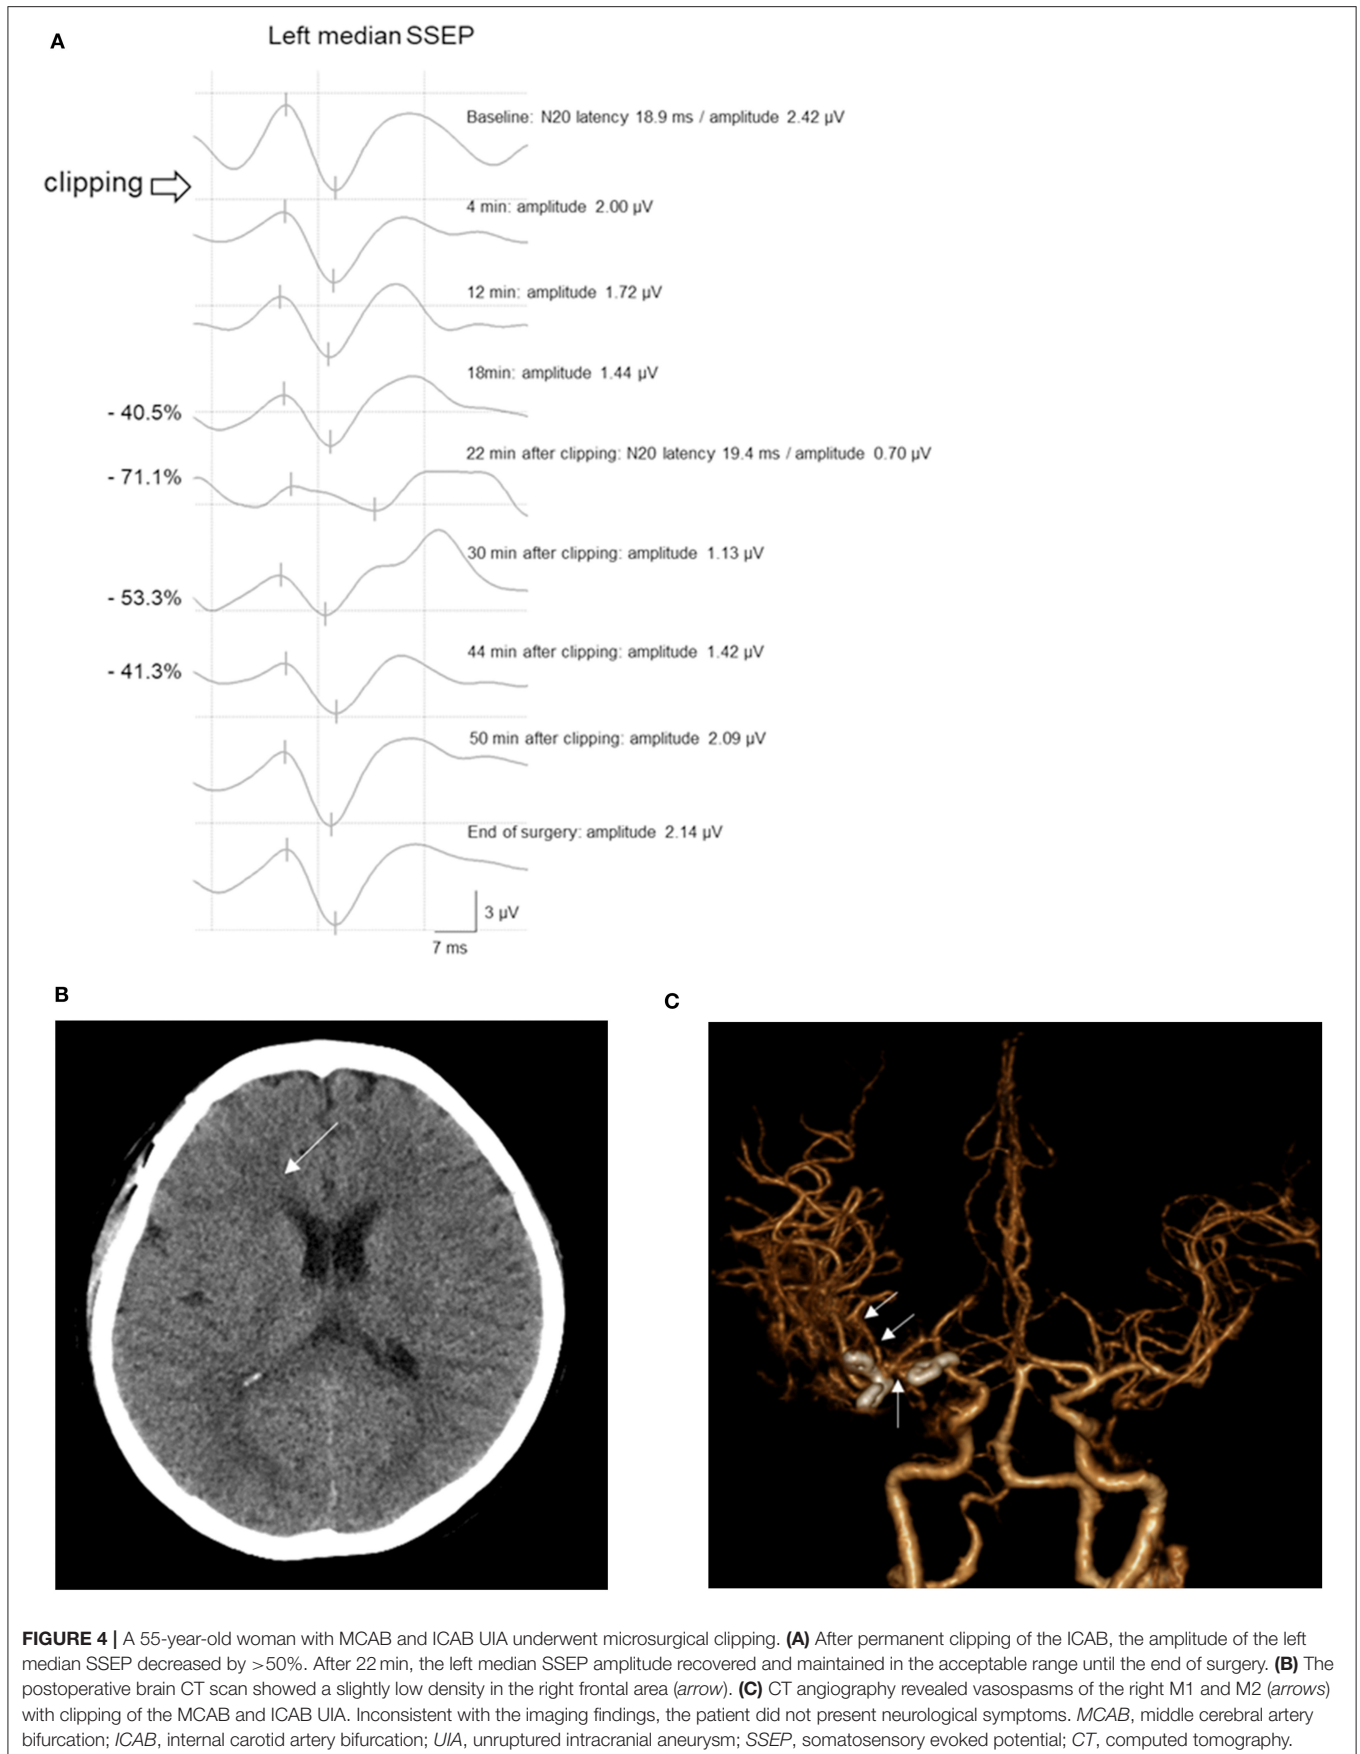 A
Left median SSEP
Baseline: N20 latency 18.9 ms / amplitude 2.42 µV
clipping
4 min: amplitude 2.00 µV
12 min: amplitude 1.72 µV
18min: amplitude 1.44 µV
- 40.5%
22 min after clipping: N20 latency 19.4 ms / amplitude 0.70 µV
- 71.1%
30 min after clipping: amplitude 1.13 µV
- 53.3%
44 min after clipping: amplitude 1.42 µV
- 41.3%
50 min after clipping: amplitude 2.09 µV
End of surgery: amplitude 2.14 µV
3 µV
7 ms
B
C
FIGURE 4 | A 55-year-old woman with MCAB and ICAB UIA underwent microsurgical clipping. (A) After permanent clipping of the ICAB, the amplitude of the left
median SSEP decreased by >50%. After 22 min, the left median SSEP amplitude recovered and maintained in the acceptable range until the end of surgery. (B) The
postoperative brain CT scan showed a slightly low density in the right frontal area (arrow). (C) CT angiography revealed vasospasms of the right M1 and M2 (arrows)
with clipping of the MCAB and ICAB UIA. Inconsistent with the imaging findings, the patient did not present neurological symptoms. MCAB, middle cerebral artery
bifurcation; ICAB, internal carotid artery bifurcation; UIA, unruptured intracranial aneurysm; SSEP, somatosensory evoked potential; CT, computed tomography.